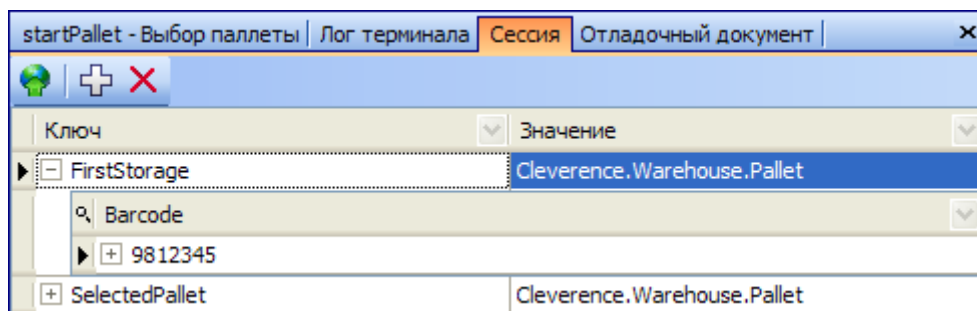 startPallet - Выбор паллеты Лог терминала Сессия Отладочный документ
Ключ Значение
FirstStorage Cleverence.Warehouse.Pallet
Barcode
9812345
SelectedPallet Cleverence.Warehouse.Pallet